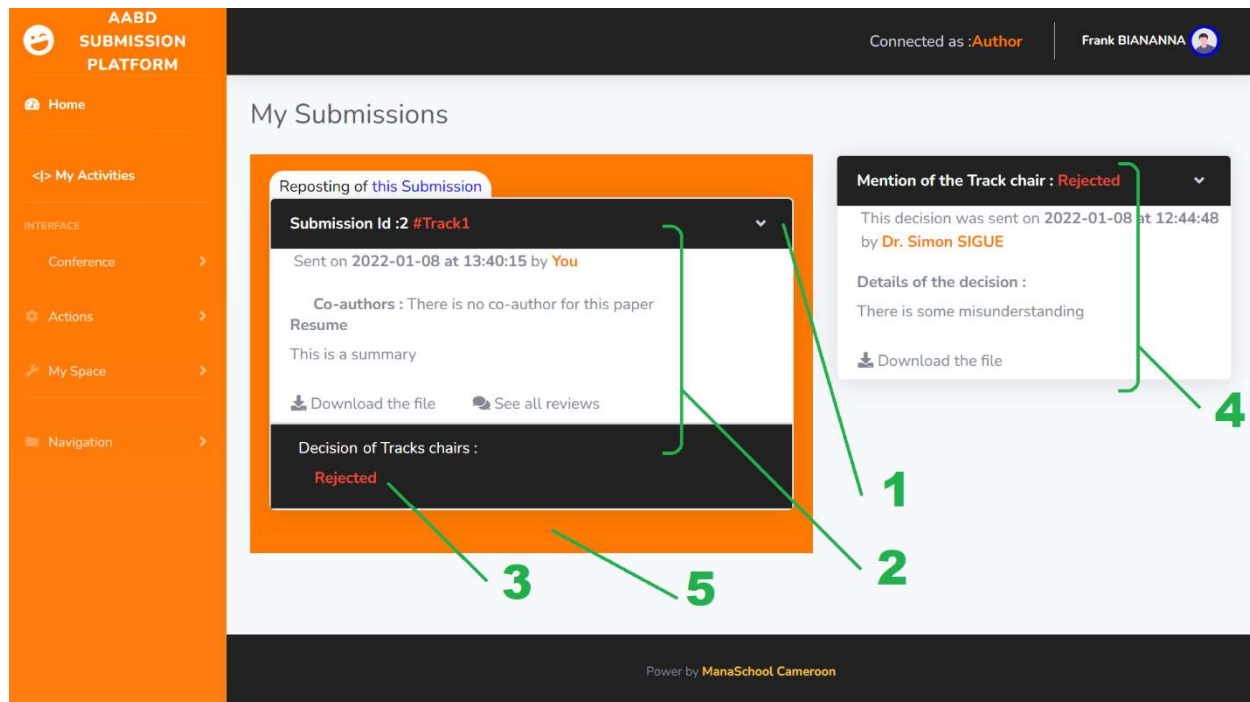 AABD
SUBMISSION
PLATFORM
Connected as :Author
Frank BIANANNA
Home
<|> My Activities
INTERFACE
Conference
Actions
My Space
Navigation
My Submissions
Reposting of this Submission
Submission Id :2 #Track1
Sent on 2022-01-08 at 13:40:15 by You
Co-authors : There is no co-author for this paper
Resume
This is a summary
Download the file See all reviews
Decision of Tracks chairs :
Rejected
Mention of the Track chair : Rejected
This decision was sent on 2022-01-08 at 12:44:48
by Dr. Simon SIGUE
Details of the decision :
There is some misunderstanding
Download the file
4
1
2
3
5
Power by ManaSchool Cameroon